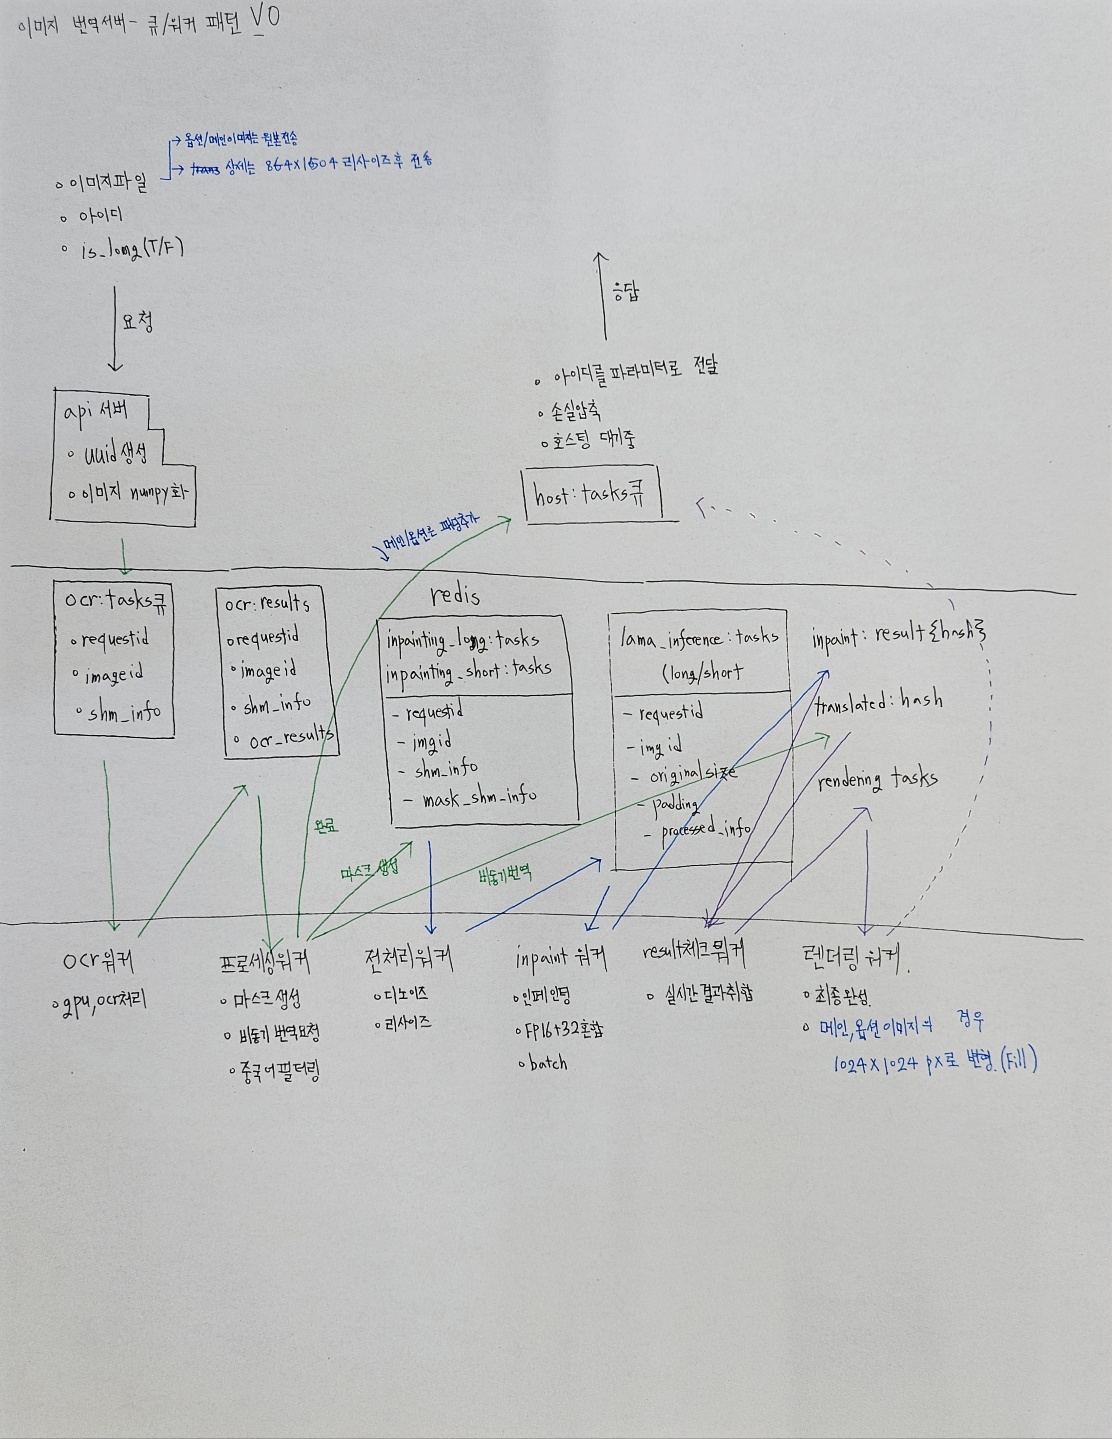 이미지 번역서버- 큐/워커 패턴 V0
→ 옵션/메인이미지는 원본전송
→ 상세는 864x1504 리사이즈 후 전송
○ 이미지파일
○ 아이디
○ is_long(T/F)
요청
응답
○ 아이디를 파라미터로 전달
○ 손실압축
○ 호스팅 대기중
api 서버
○ uuid 생성
○ 이미지 numpy화
host:tasks큐
메인/옵션은 패딩추가
redis
ocr:tasks큐
○ requestid
○ imageid
○ shm_info
ocr:results
○ requestid
○ imageid
○ shm_info
○ ocr_results
inpainting_long:tasks
inpainting_short:tasks
- requestid
- imgid
- shm_info
- mask_shm_info
lama_inference:tasks
(long/short
- requestid
- img id
- originalsize
- padding
- processed_info
inpaint: result{hash}
translated: hash
rendering tasks
완료
마스크 생성
비동기번역
ocr워커
○ gpu, ocr처리
프로세싱워커
○ 마스크 생성
○ 비동기 번역요청
○ 중국어필터링
전처리워커
○ 디노이즈
○ 리사이즈
inpaint 워커
○ 인페인팅
○ FP16+32혼합
○ batch
result체크워커
○ 실시간 결과취합
렌더링 워커.
○ 최종완성.
○ 메인,옵션 이미지의 경우
1024x1024 px로 변형.(Fill)